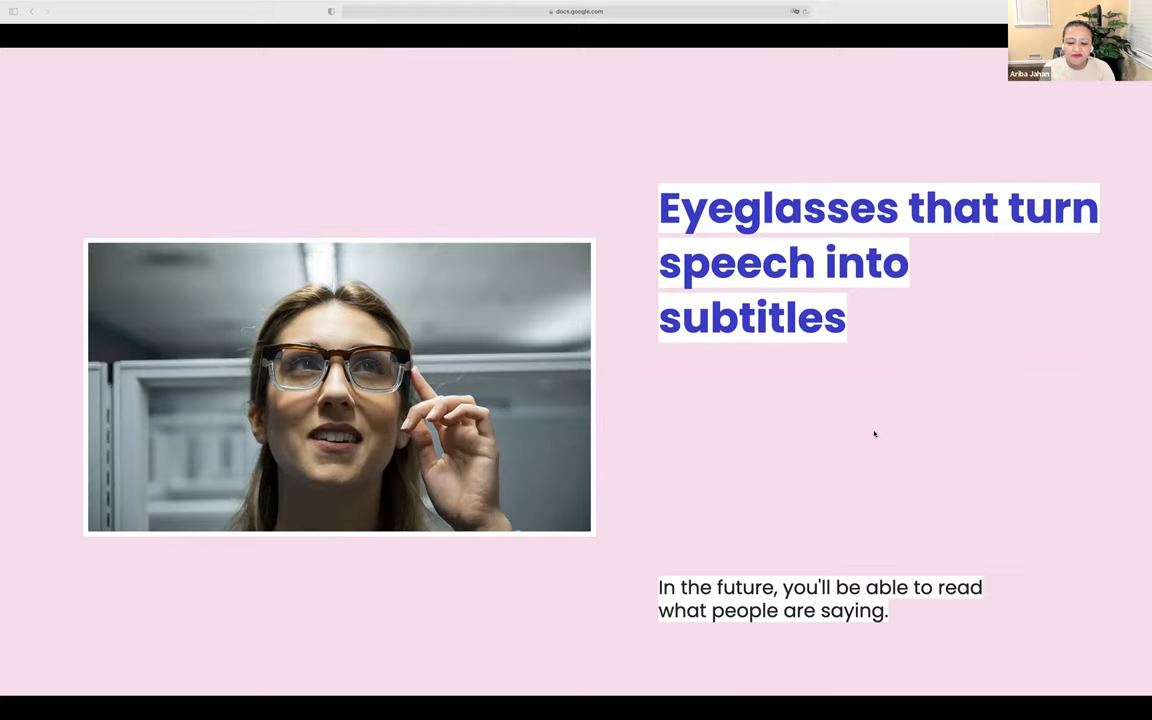 docs.google.com
Ariba Jahan
Eyeglasses that turn
speech into
subtitles
In the future, you'll be able to read
what people are saying.